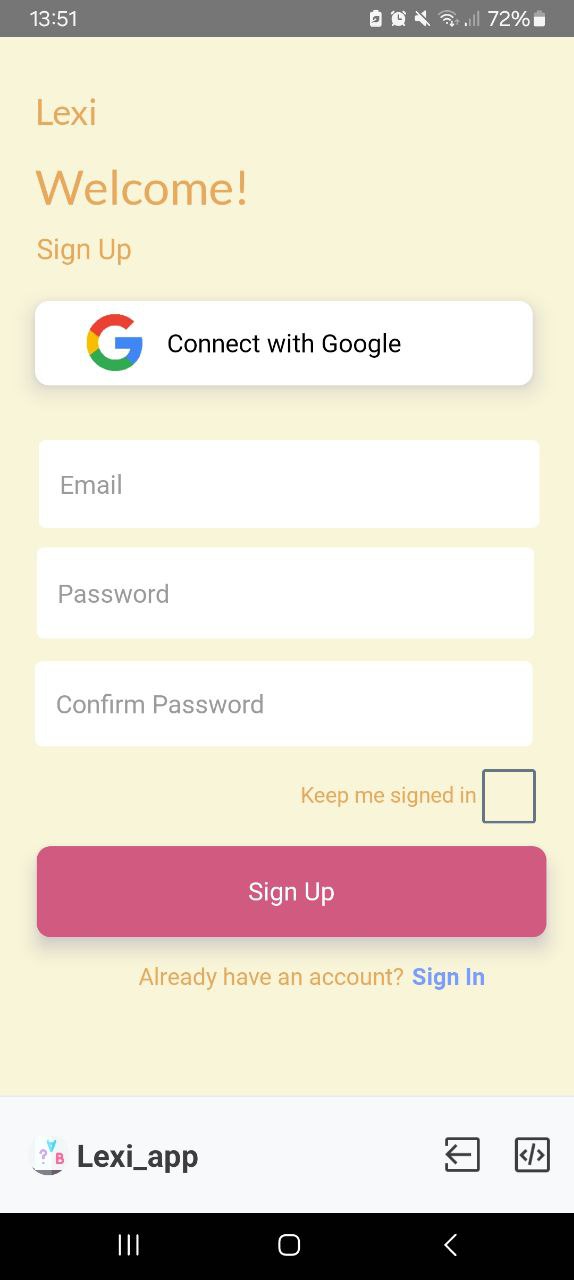 13:51 72%
Lexi
Welcome!
Sign Up
Connect with Google
Email
Password
Confirm Password
Keep me signed in
Sign Up
Already have an account? Sign In
Lexi_app